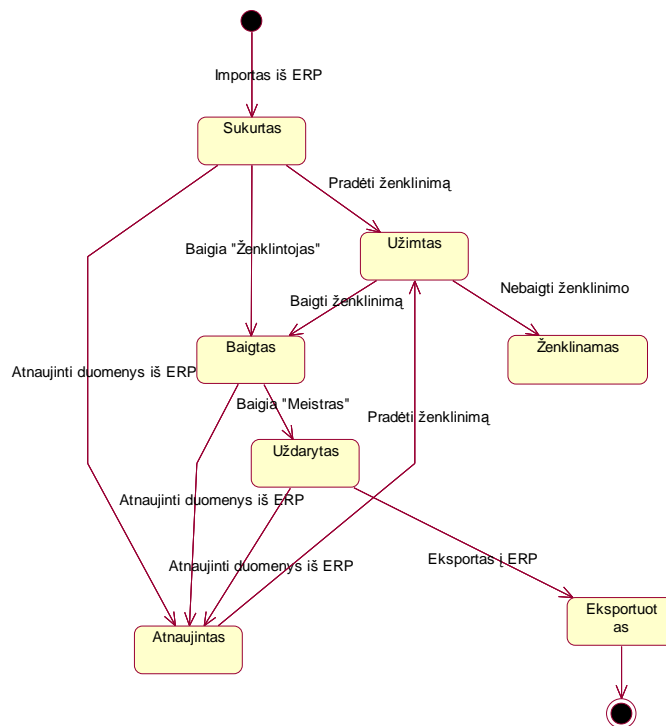 Importas iš ERP
Sukurtas
Pradėti ženklinimą
Užimtas
Baigia "Ženklintojas"
Nebaigti ženklinimo
Baigti ženklinimą
Baigtas
Ženklinamas
Atnaujinti duomenys iš ERP
Baigia "Meistras"
Pradėti ženklinimą
Uždarytas
Atnaujinti duomenys iš ERP
Atnaujinti duomenys iš ERP
Eksportas į ERP
Eksportuot
as
Atnaujintas